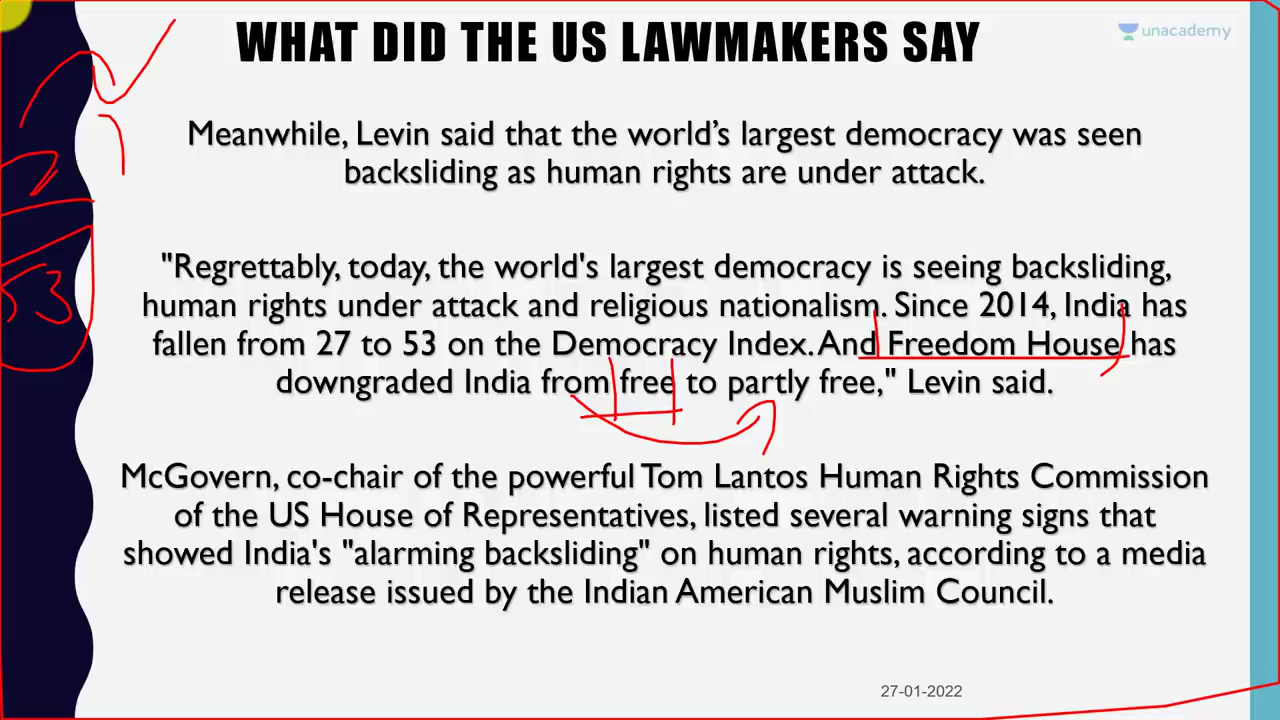 WHAT DID THE US LAWMAKERS SAY
unacademy
Meanwhile, Levin said that the world's largest democracy was seen
backsliding as human rights are under attack.
"Regrettably, today, the world's largest democracy is seeing backsliding,
human rights under attack and religious nationalism. Since 2014, India has
fallen from 27 to 53 on the Democracy Index. And Freedom House has
downgraded India from free to partly free," Levin said.
McGovern, co-chair of the powerful Tom Lantos Human Rights Commission
of the US House of Representatives, listed several warning signs that
showed India's "alarming backsliding" on human rights, according to a media
release issued by the Indian American Muslim Council.
27-01-2022
53